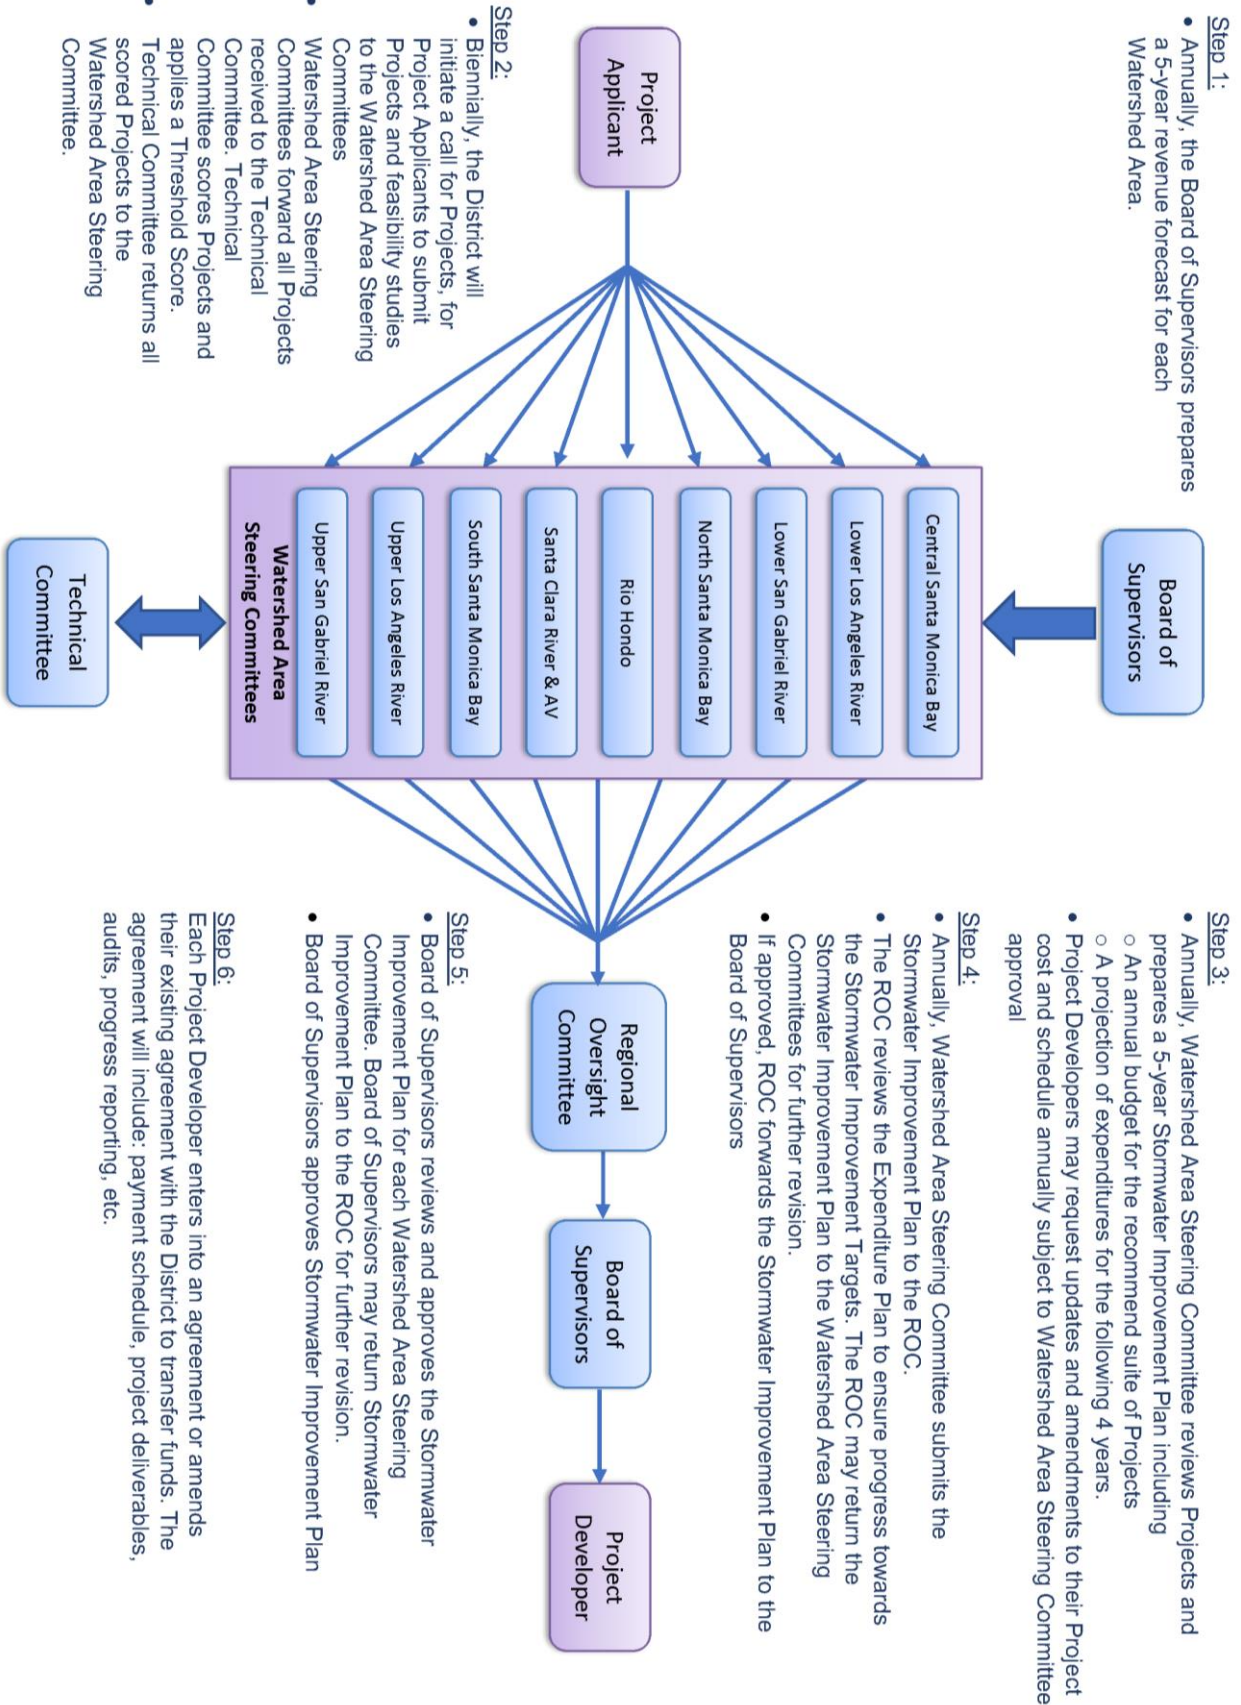 Step 1:
• Annually, the Board of Supervisors prepares
a 5-year revenue forecast for each
Watershed Area.
Board of
Supervisors
Project
Applicant
Central Santa Monica Bay
Lower Los Angeles River
Lower San Gabriel River
North Santa Monica Bay
Rio Hondo
Santa Clara River & AV
South Santa Monica Bay
Upper Los Angeles River
Upper San Gabriel River
Watershed Area
Steering Committees
Technical
Committee
Step 2:
• Biennially, the District will
initiate a call for Projects, for
Project Applicants to submit
Projects and feasibility studies
to the Watershed Area Steering
Committees
• Watershed Area Steering
Committees forward all Projects
received to the Technical
Committee. Technical
Committee scores Projects and
applies a Threshold Score.
• Technical Committee returns all
scored Projects to the
Watershed Area Steering
Committee.
Step 3:
• Annually, Watershed Area Steering Committee reviews Projects and
prepares a 5-year Stormwater Improvement Plan including
○ An annual budget for the recommend suite of Projects
○ A projection of expenditures for the following 4 years.
• Project Developers may request updates and amendments to their Project
cost and schedule annually subject to Watershed Area Steering Committee
approval
Step 4:
• Annually, Watershed Area Steering Committee submits the
Stormwater Improvement Plan to the ROC.
• The ROC reviews the Expenditure Plan to ensure progress towards
the Stormwater Improvement Targets. The ROC may return the
Stormwater Improvement Plan to the Watershed Area Steering
Committees for further revision.
• If approved, ROC forwards the Stormwater Improvement Plan to the
Board of Supervisors
Regional
Oversight
Committee
Board of
Supervisors
Project
Developer
Step 5:
• Board of Supervisors reviews and approves the Stormwater
Improvement Plan for each Watershed Area Steering
Committee. Board of Supervisors may return Stormwater
Improvement Plan to the ROC for further revision.
• Board of Supervisors approves Stormwater Improvement Plan
Step 6:
Each Project Developer enters into an agreement or amends
their existing agreement with the District to transfer funds. The
agreement will include: payment schedule, project deliverables,
audits, progress reporting, etc.